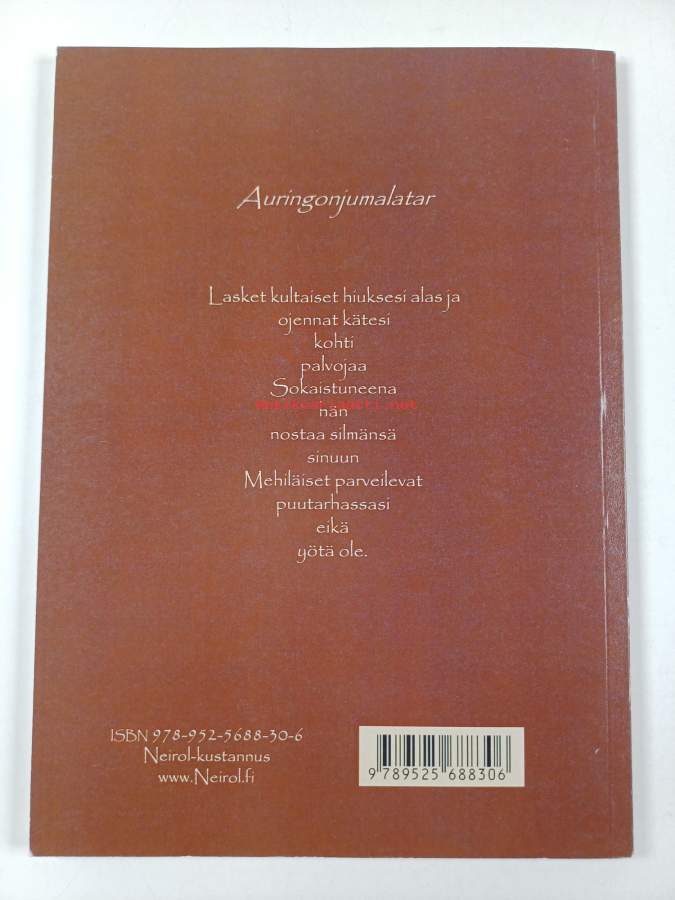 Auringonjumalatar
Lasket kultaiset hiuksesi alas ja
ojennat kätesi
kohti
palvojaa
Sokaistuneena
hän
nostaa silmänsä
sinuun
Mehiläiset parveilevat
puutarhassasi
eikä
yötä ole.
ISBN 978-952-5688-30-6
Neirol-kustannus
www.Neirol.fi
9 789525 688306